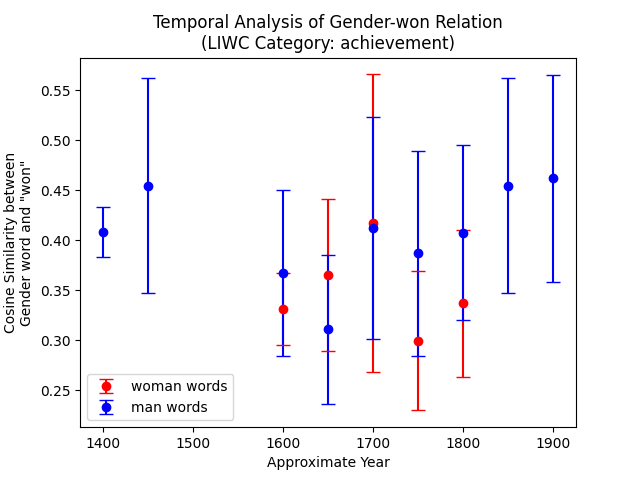 Temporal Analysis of Gender-won Relation
(LIWC Category: achievement)
Cosine Similarity between
Gender word and "won"
0.55
0.50
0.45
0.40
0.35
0.30
0.25
woman words
man words
1400
1500
1600
1700
1800
1900
Approximate Year